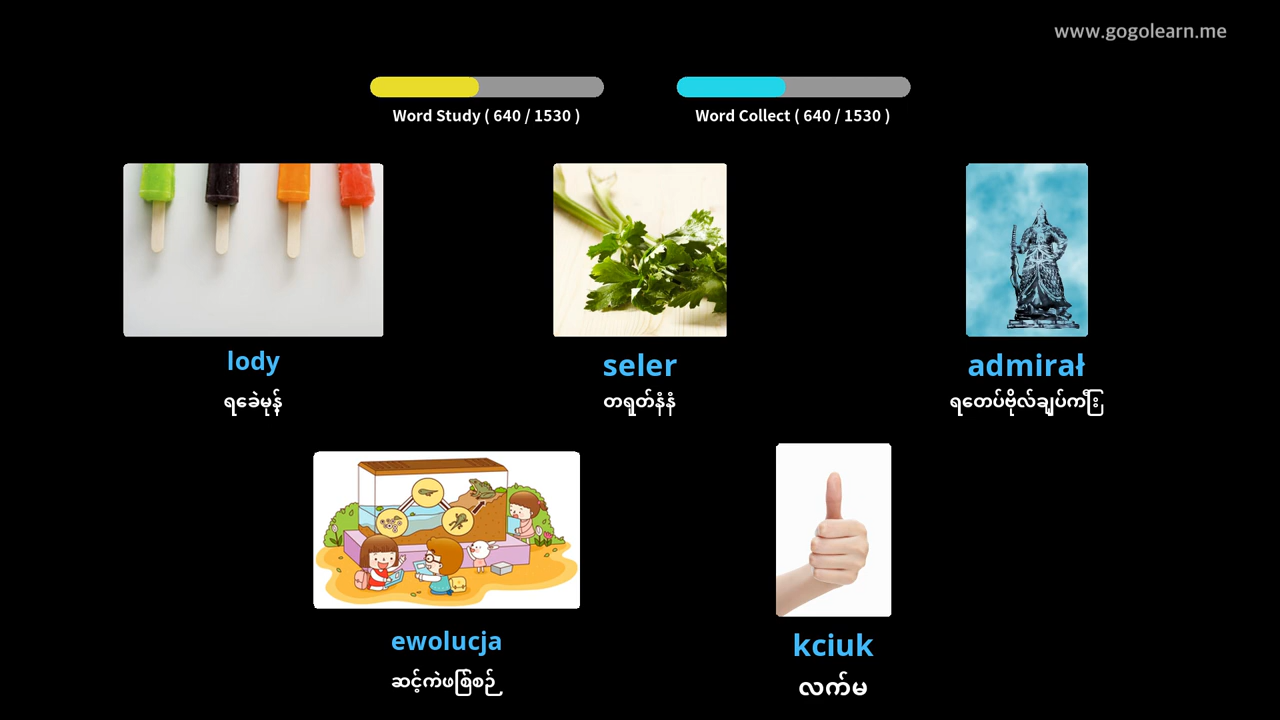 www.gogolearn.me
Word Study ( 640 / 1530 )
Word Collect ( 640 / 1530 )
lody
ရေခဲမုန့်
seler
တရုတ်နံနံ
admirał
ရေတပ်ဗိုလ်ချုပ်ကြီး
ewolucja
ဆင့်ကဲဖြစ်စဉ်
kciuk
လက်မ